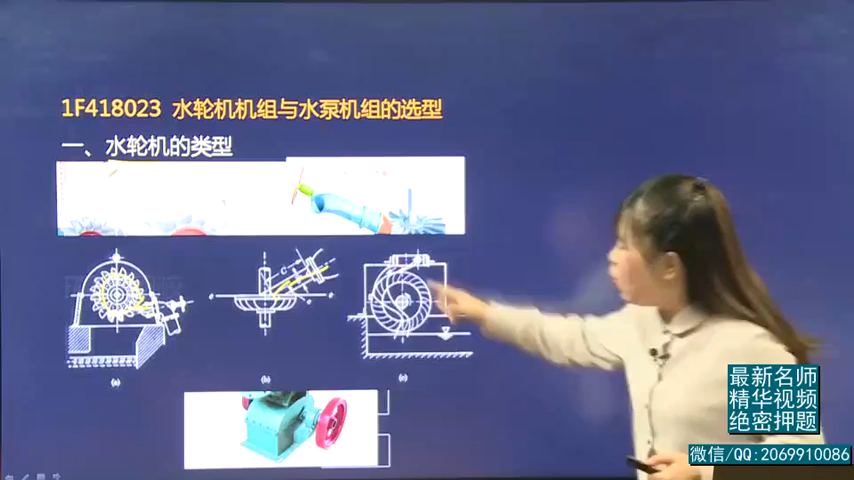 1F418023 水轮机机组与水泵机组的选型
一、水轮机的类型
(a)
(b)
(c)
最新名师
精华视频
绝密押题
微信/QQ:2069910086